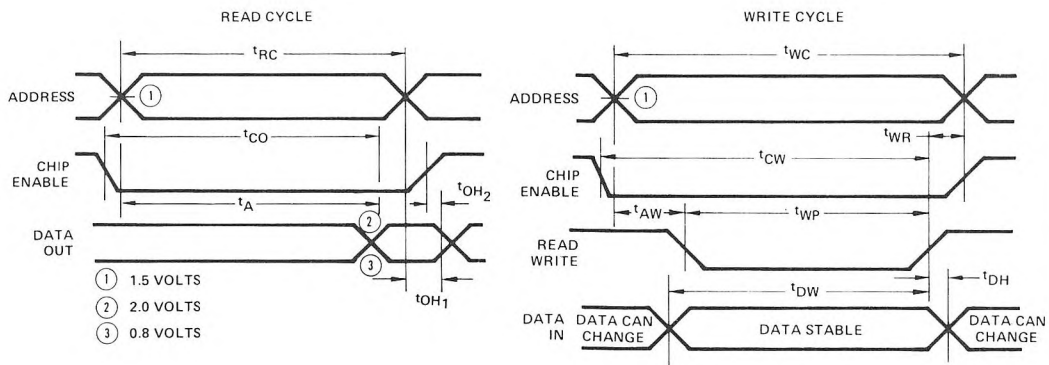 READ CYCLE
tRC
ADDRESS
1
tCO
CHIP
ENABLE
tOH2
tA
DATA
OUT
2
3
tOH1
1 1.5 VOLTS
2 2.0 VOLTS
3 0.8 VOLTS
WRITE CYCLE
tWC
ADDRESS
1
tWR
tCW
CHIP
ENABLE
tAW
tWP
READ
WRITE
tDH
tDW
DATA
IN
DATA CAN
CHANGE
DATA STABLE
DATA CAN
CHANGE